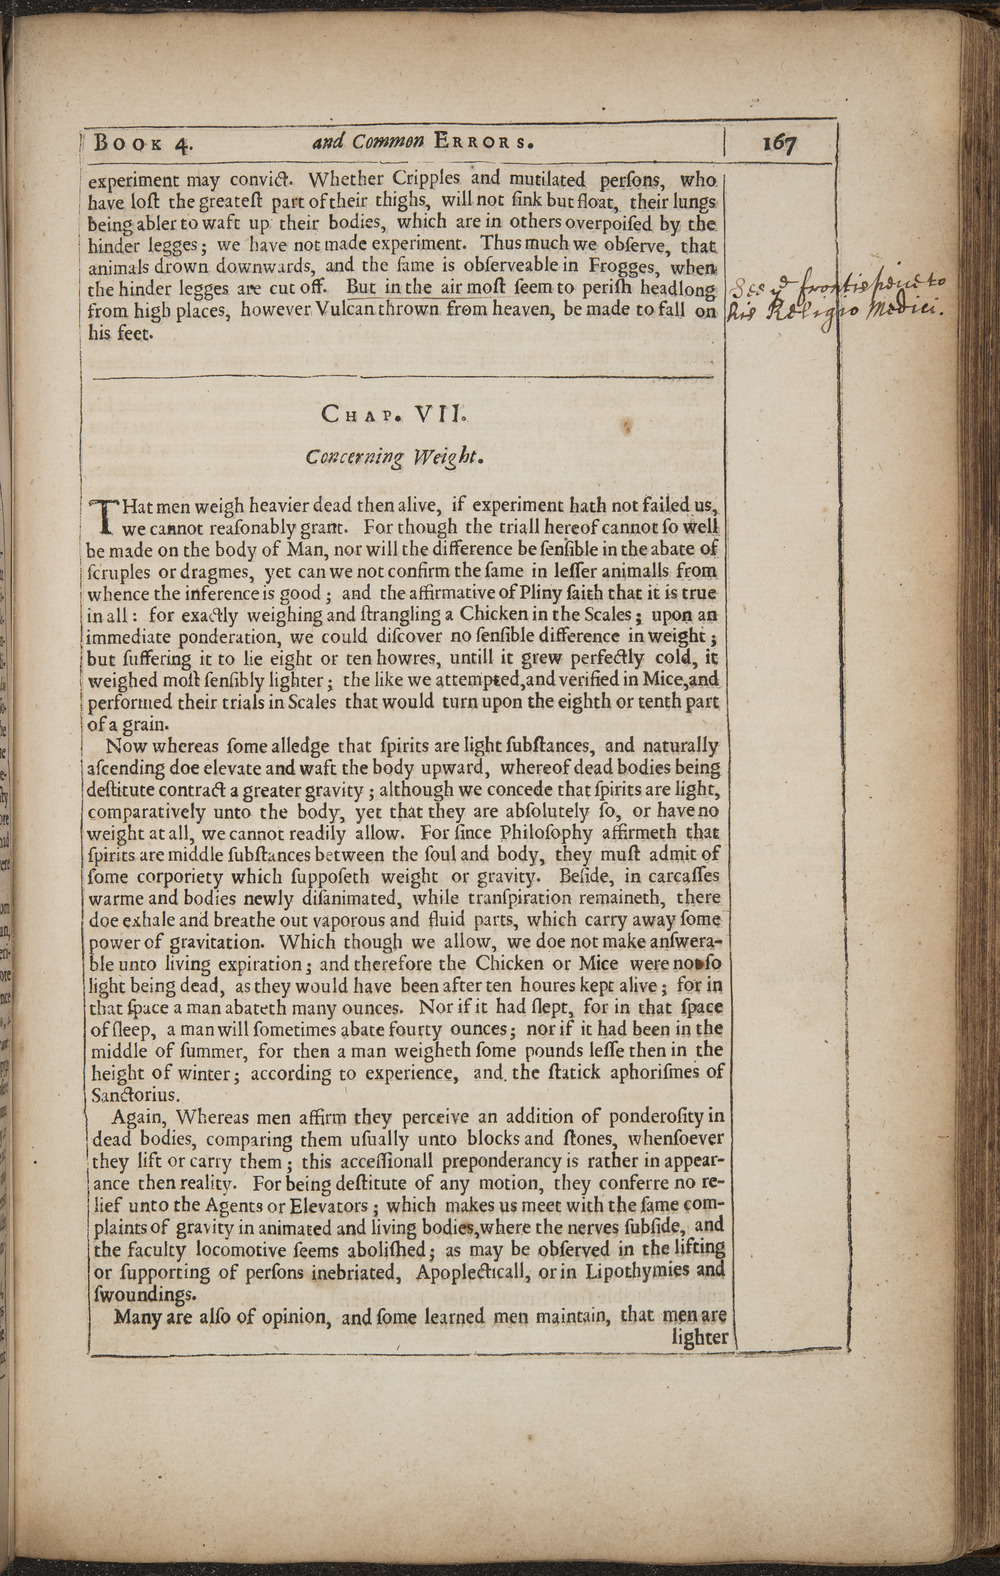 BOOK 4. and Common ERRORS. 167
experiment may convict. Whether Cripples and mutilated perſons, who
have loſt the greateſt part of their thighs, will not ſink but float, their lungs
being abler to waft up their bodies, which are in others overpoiſed by the
hinder legges; we have not made experiment. Thus much we obſerve, that
animals drown downwards, and the ſame is obſerveable in Frogges, when
the hinder legges are cut off. But in the air moſt ſeem to periſh headlong
from high places, however Vulcan thrown from heaven, be made to fall on
his feet.
See yͤ frontispiece to
his Religio Medici.
CHAP. VII.
Concerning Weight.
THat men weigh heavier dead then alive, if experiment hath not failed us,
we cannot reaſonably grant. For though the triall hereof cannot ſo well
be made on the body of Man, nor will the difference be ſenſible in the abate of
ſcruples or dragmes, yet can we not confirm the ſame in leſſer animalls from
whence the inference is good; and the affirmative of Pliny ſaith that it is true
in all: for exactly weighing and ſtrangling a Chicken in the Scales; upon an
immediate ponderation, we could diſcover no ſenſible difference in weight;
but ſuffering it to lie eight or ten howres, untill it grew perfectly cold, it
weighed moſt ſenſibly lighter; the like we attempted, and verified in Mice, and
performed their trials in Scales that would turn upon the eighth or tenth part
of a grain.
Now whereas ſome alledge that ſpirits are light ſubſtances, and naturally
aſcending doe elevate and waft the body upward, whereof dead bodies being
deſtitute contract a greater gravity; although we concede that ſpirits are light,
comparatively unto the body, yet that they are abſolutely ſo, or have no
weight at all, we cannot readily allow. For ſince Philoſophy affirmeth that
ſpirits are middle ſubſtances between the ſoul and body, they muſt admit of
ſome corporiety which ſuppoſeth weight or gravity. Beſide, in carcaſſes
warme and bodies newly diſanimated, while tranſpiration remaineth, there
doe exhale and breathe out vaporous and fluid parts, which carry away ſome
power of gravitation. Which though we allow, we doe not make anſwera-
ble unto living expiration; and therefore the Chicken or Mice were not ſo
light being dead, as they would have been after ten houres kept alive; for in
that ſpace a man abateth many ounces. Nor if it had ſlept, for in that ſpace
of ſleep, a man will ſometimes abate fourty ounces; nor if it had been in the
middle of ſummer, for then a man weigheth ſome pounds leſſe then in the
height of winter; according to experience, and the ſtatick aphoriſmes of
Sanctorius.
Again, Whereas men affirm they perceive an addition of ponderoſity in
dead bodies, comparing them uſually unto blocks and ſtones, whenſoever
they lift or carry them; this acceſſionall preponderancy is rather in appear-
ance then reality. For being deſtitute of any motion, they conferre no re-
lief unto the Agents or Elevators; which makes us meet with the ſame com-
plaints of gravity in animated and living bodies, where the nerves ſubſide, and
the faculty locomotive ſeems aboliſhed; as may be obſerved in the lifting
or ſupporting of perſons inebriated, Apoplecticall, or in Lipothymies and
ſwoundings.
Many are alſo of opinion, and ſome learned men maintain, that men are
lighter